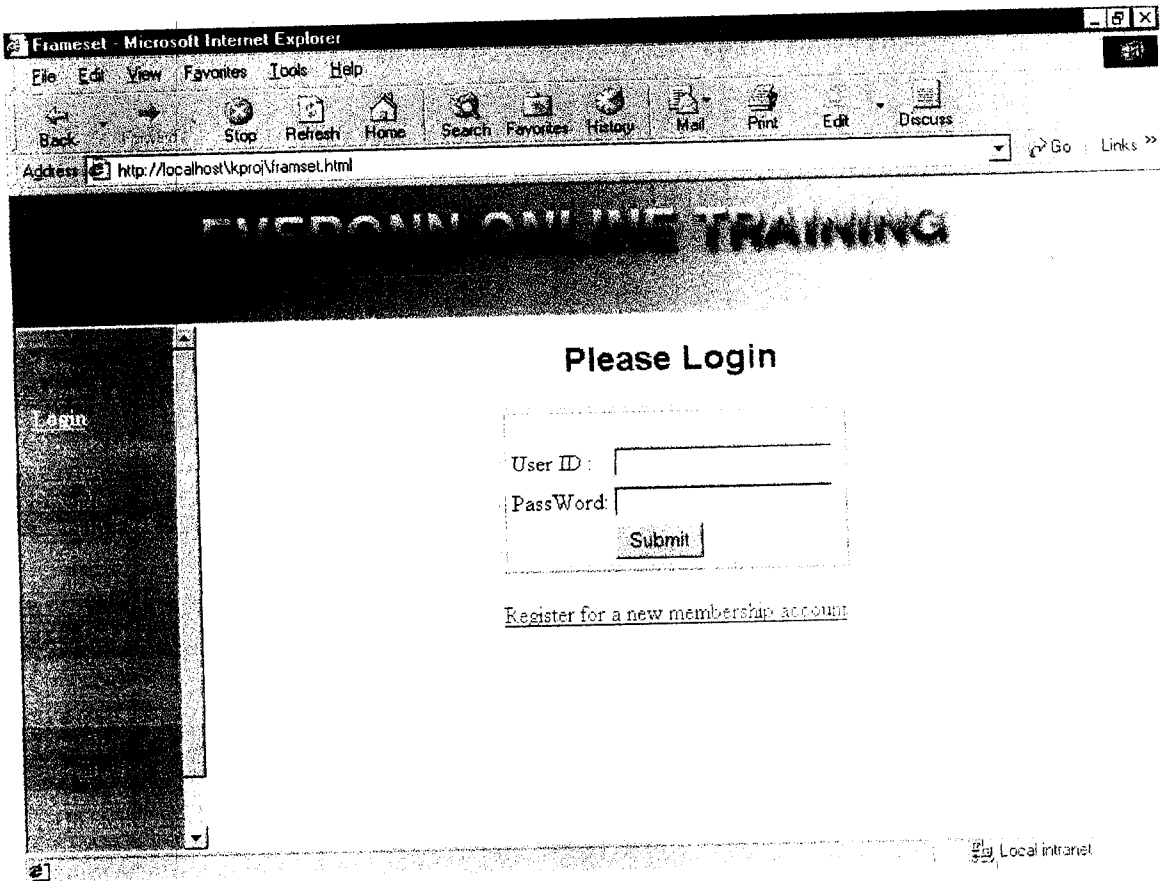 Frameset - Microsoft Internet Explorer
File Edit View Favorites Tools Help
Back Forward Stop Refresh Home Search Favorites History Mail Print Edit Discuss
Address http://localhost\kproj\framset.html Go Links »
EVERONN ONLINE TRAINING
Please Login
Login
User ID :
PassWord:
Submit
Register for a new membership account
Local intranet